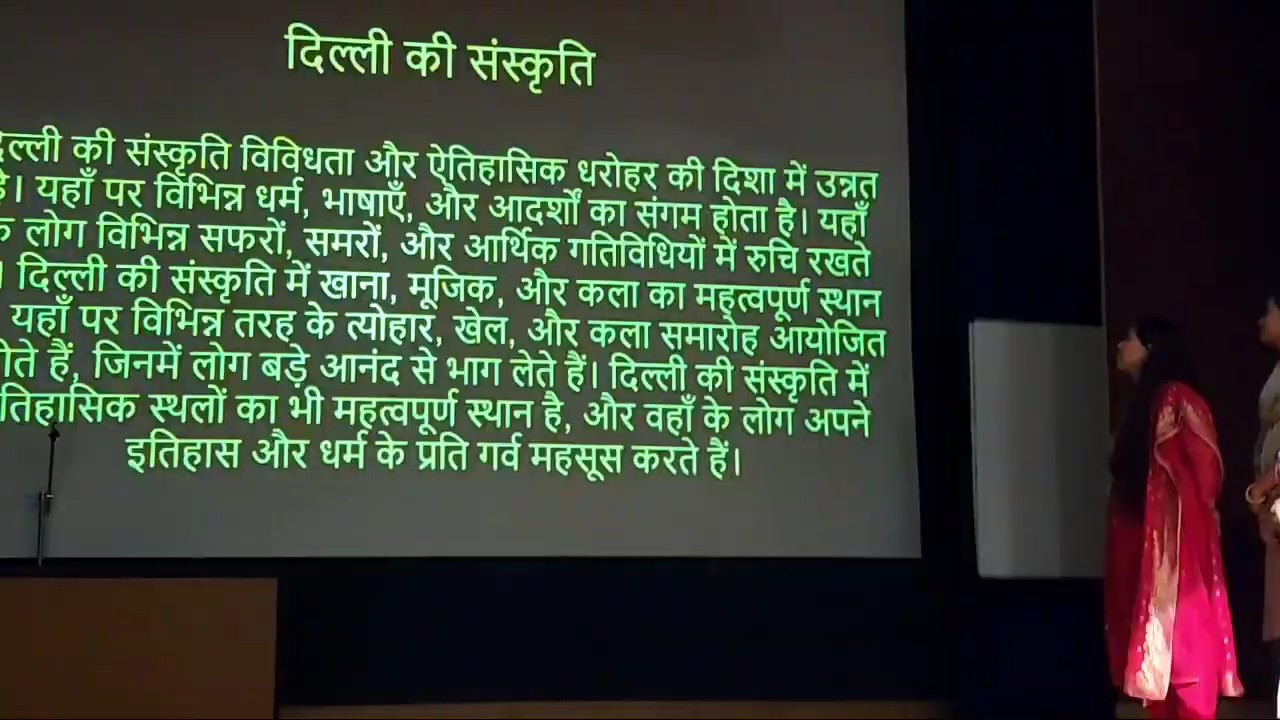 दिल्ली की संस्कृति
दिल्ली की संस्कृति विविधता और ऐतिहासिक धरोहर की दिशा में उन्नत
है। यहाँ पर विभिन्न धर्म, भाषाएँ, और आदर्शों का संगम होता है। यहाँ
के लोग विभिन्न सफरों, समरों, और आर्थिक गतिविधियों में रुचि रखते
। दिल्ली की संस्कृति में खाना, मूजिक, और कला का महत्वपूर्ण स्थान
यहाँ पर विभिन्न तरह के त्योहार, खेल, और कला समारोह आयोजित
होते हैं, जिनमें लोग बड़े आनंद से भाग लेते हैं। दिल्ली की संस्कृति में
ऐतिहासिक स्थलों का भी महत्वपूर्ण स्थान है, और वहाँ के लोग अपने
इतिहास और धर्म के प्रति गर्व महसूस करते हैं।